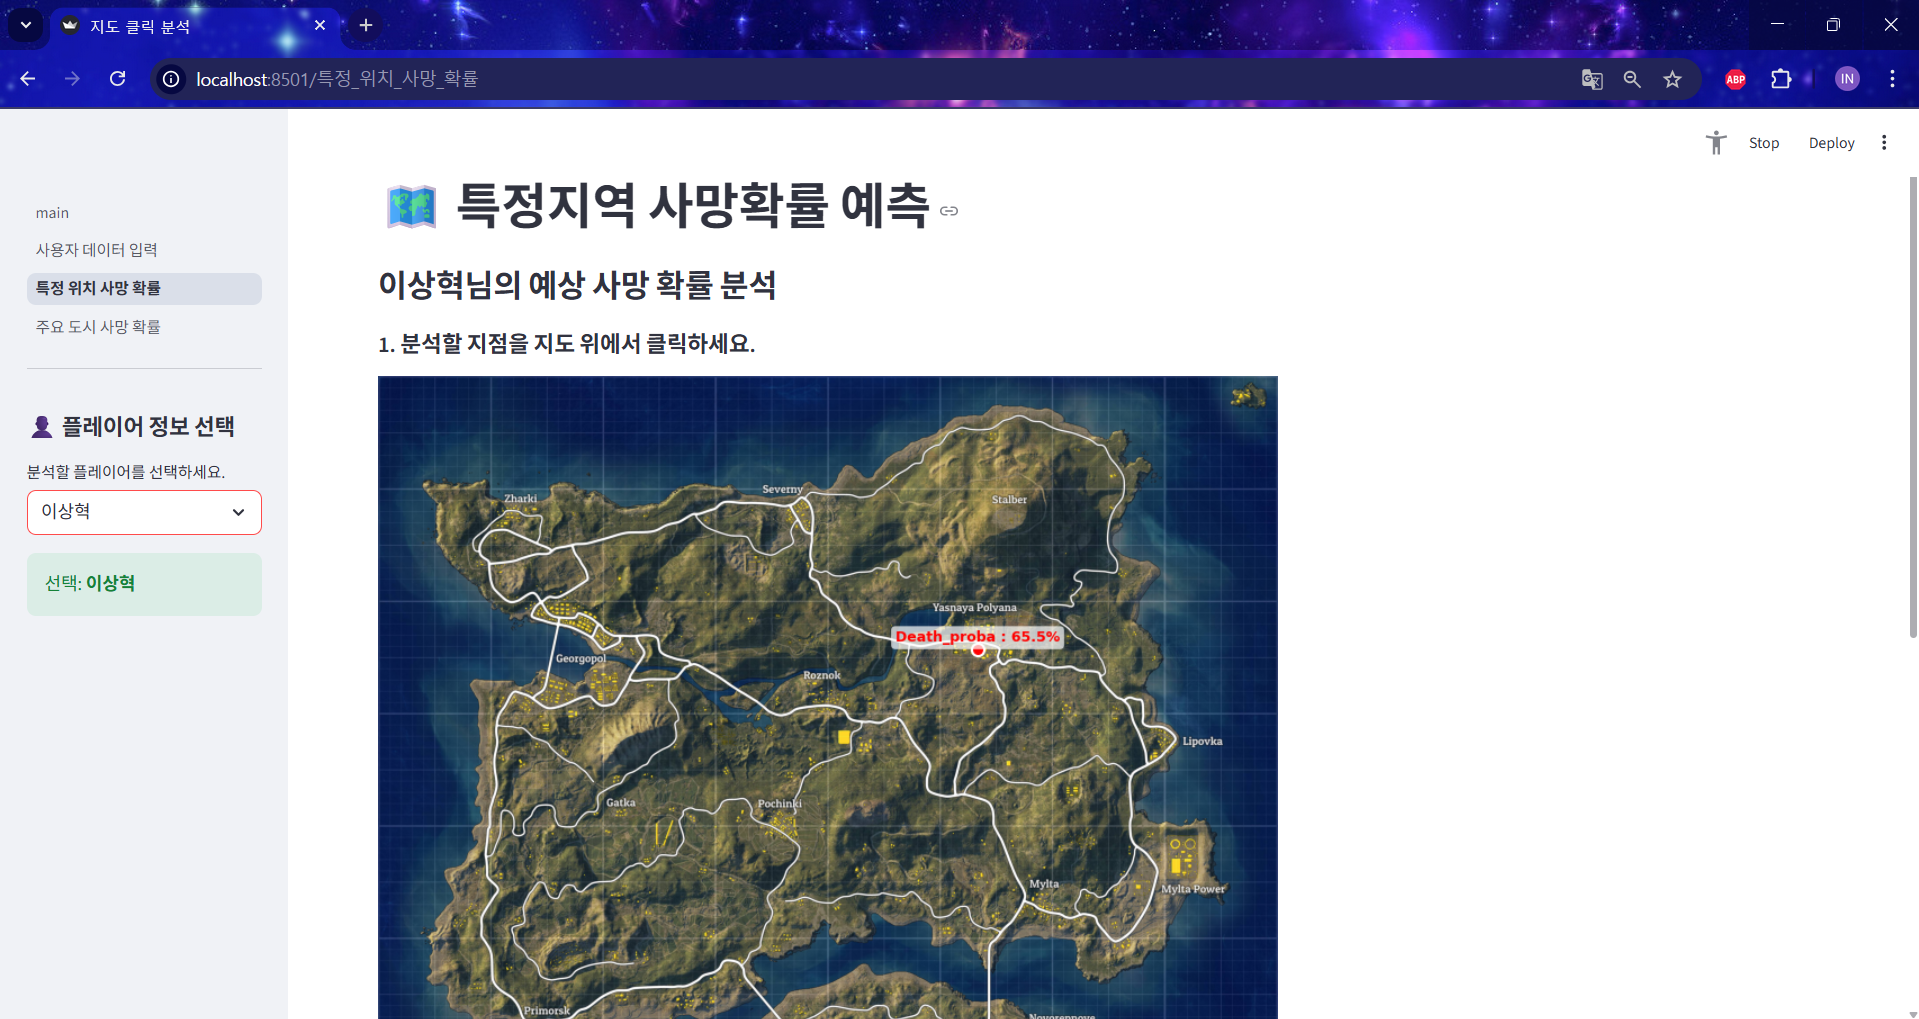 지도 클릭 분석
localhost:8501/특정_위치_사망_확률
ABP
IN
Stop
Deploy
main
사용자 데이터 입력
특정 위치 사망 확률
주요 도시 사망 확률
플레이어 정보 선택
분석할 플레이어를 선택하세요.
이상혁
선택: 이상혁
특정지역 사망확률 예측
이상혁님의 예상 사망 확률 분석
1. 분석할 지점을 지도 위에서 클릭하세요.
Severny
Zharki
Stalber
Yasnaya Polyana
Death_proba : 65.5%
Georgopol
Roznok
Lipovka
Gatka
Pochinki
Mylta
Mylta Power
Primorsk
Novorepnoye